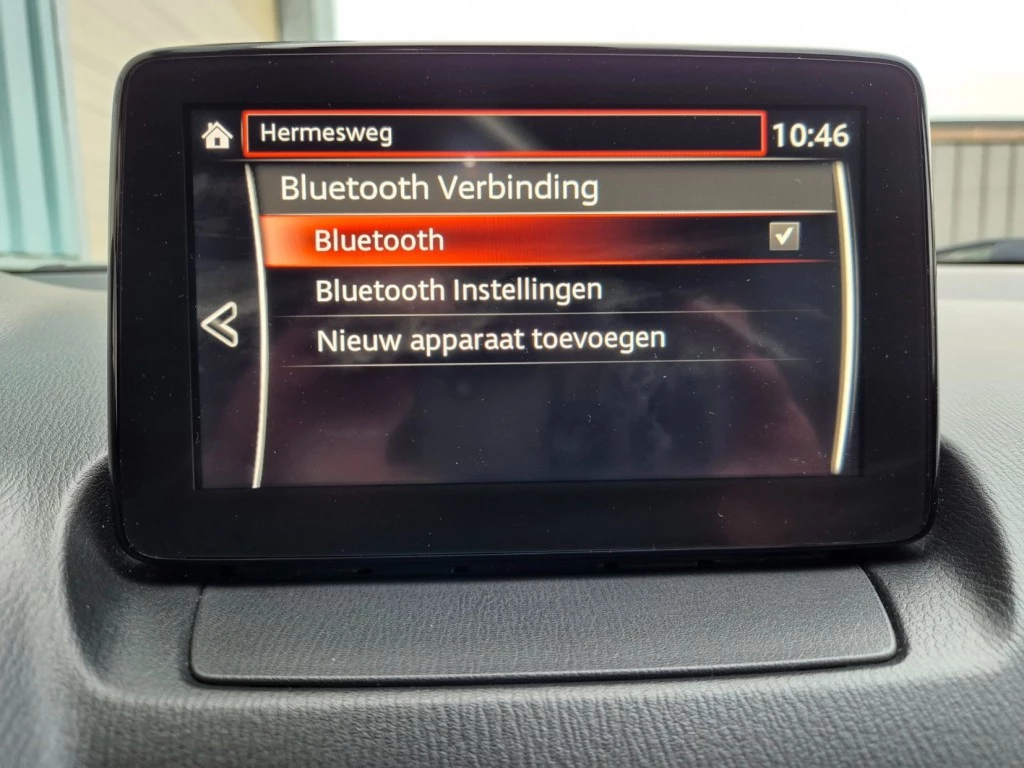 Hermesweg
10:46
Bluetooth Verbinding
Bluetooth
Bluetooth Instellingen
Nieuw apparaat toevoegen